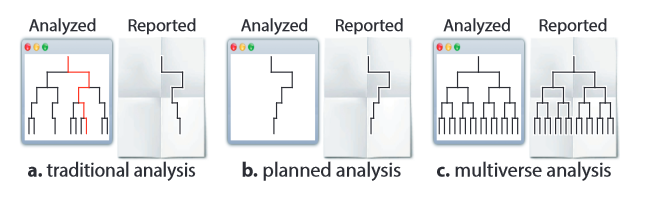 Analyzed Reported Analyzed Reported Analyzed Reported
a. traditional analysis b. planned analysis c. multiverse analysis